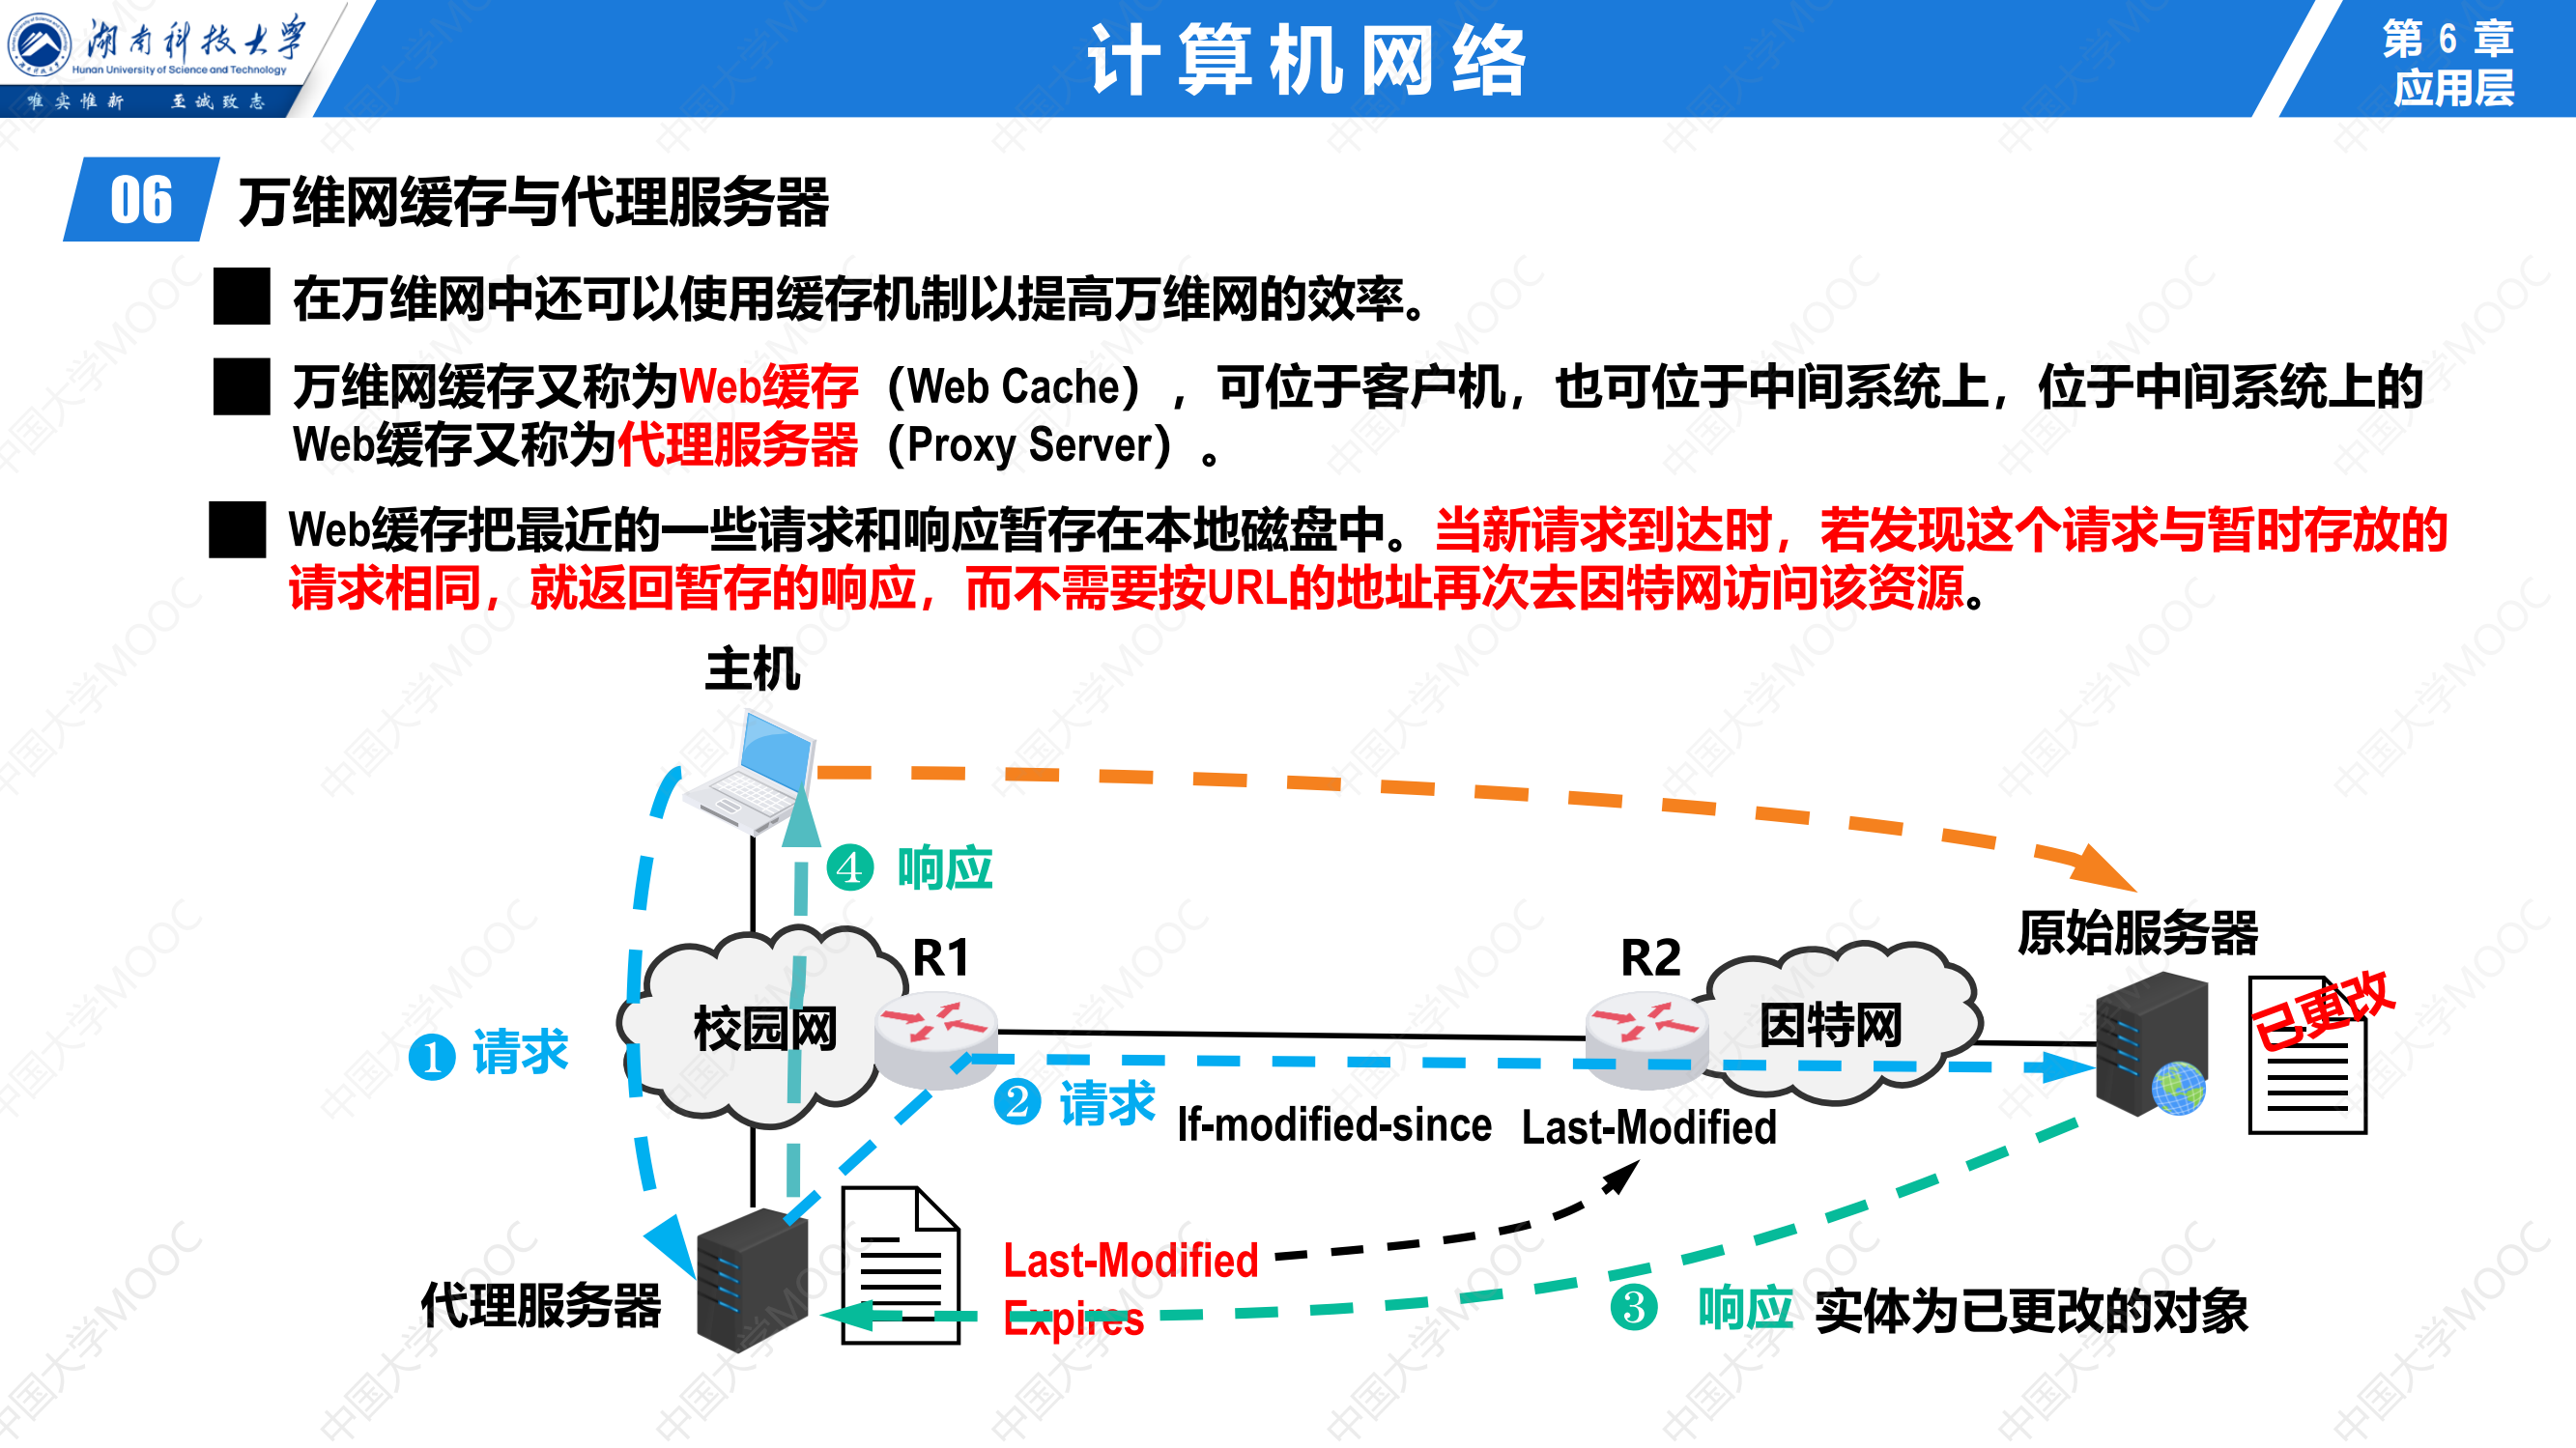 湖南科技大学
Hunan University of Science and Technology
唯实惟新 至诚致志
计算机网络
第 6 章
应用层
06 万维网缓存与代理服务器
在万维网中还可以使用缓存机制以提高万维网的效率。
万维网缓存又称为Web缓存（Web Cache），可位于客户机，也可位于中间系统上，位于中间系统上的
Web缓存又称为代理服务器（Proxy Server）。
Web缓存把最近的一些请求和响应暂存在本地磁盘中。当新请求到达时，若发现这个请求与暂时存放的
请求相同，就返回暂存的响应，而不需要按URL的地址再次去因特网访问该资源。
主机
❹ 响应
原始服务器
R1
R2
已更改
校园网
因特网
❶ 请求
❷ 请求
If-modified-since
Last-Modified
Last-Modified
Expires
代理服务器
❸ 响应
实体为已更改的对象
中国大学MOOC